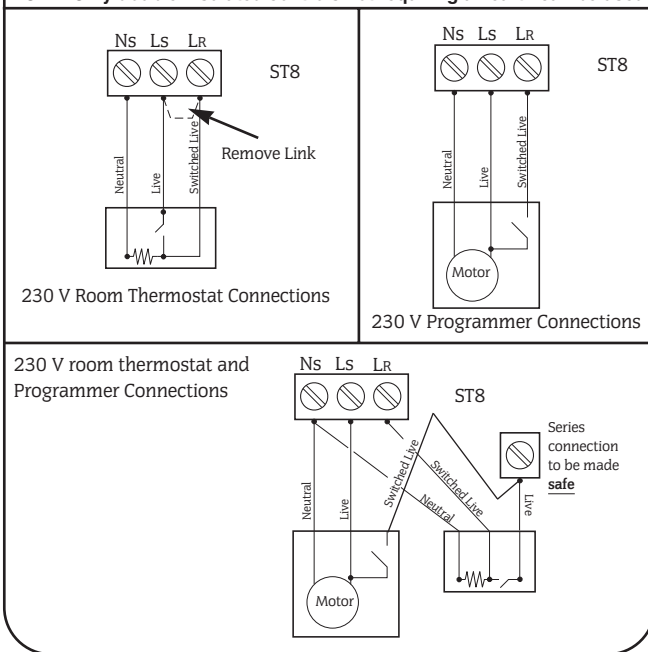 Ns Ls LR
ST8
Remove Link
Neutral
Live
Switched Live
230 V Room Thermostat Connections
Ns Ls LR
ST8
Neutral
Live
Switched Live
Motor
230 V Programmer Connections
230 V room thermostat and
Programmer Connections
Ns Ls LR
ST8
Series
connection
to be made
safe
Neutral
Live
Switched Live
Switched Live
Neutral
Live
Motor